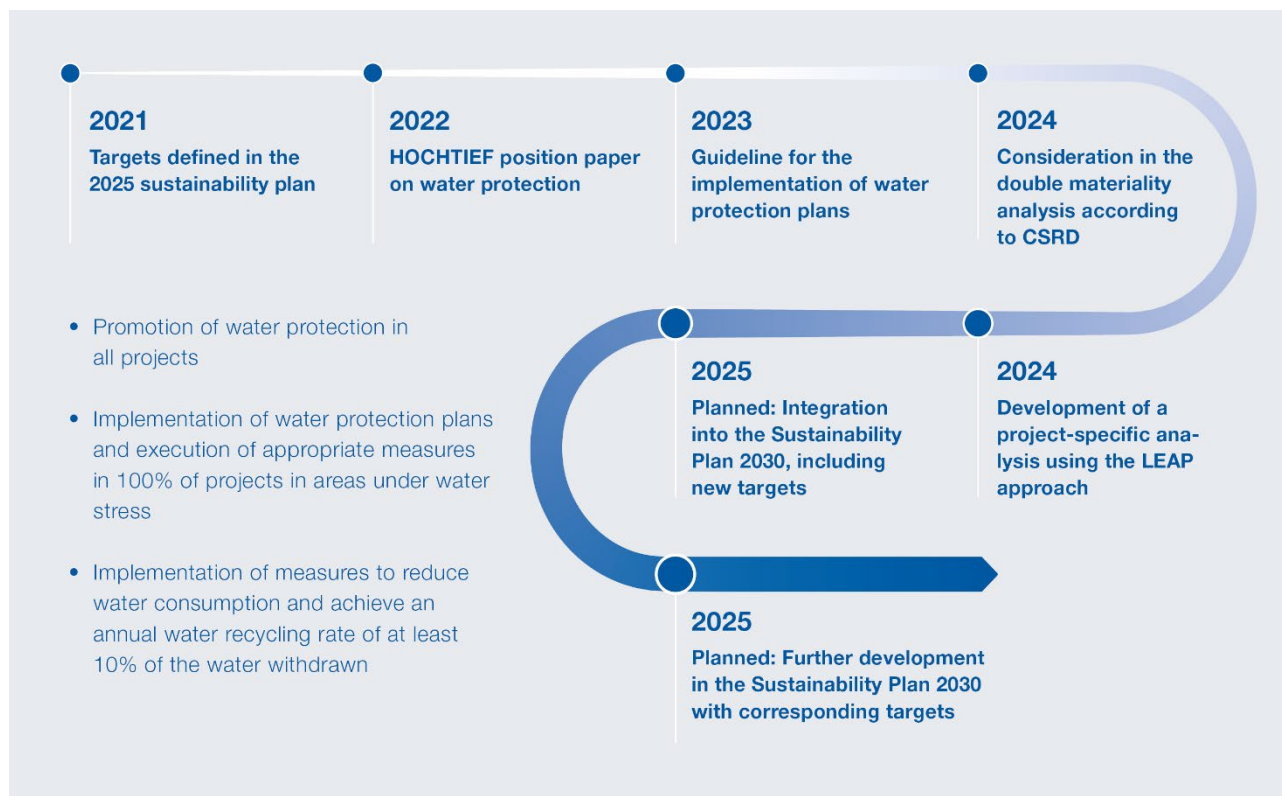 2021
Targets defined in the
2025 sustainability plan
2022
HOCHTIEF position paper
on water protection
2023
Guideline for the
implementation of water
protection plans
2024
Consideration in the
double materiality
analysis according
to CSRD
• Promotion of water protection in
all projects
• Implementation of water protection plans
and execution of appropriate measures
in 100% of projects in areas under water
stress
• Implementation of measures to reduce
water consumption and achieve an
annual water recycling rate of at least
10% of the water withdrawn
2024
Development of a
project-specific ana-
lysis using the LEAP
approach
2025
Planned: Integration
into the Sustainability
Plan 2030, including
new targets
2025
Planned: Further development
in the Sustainability Plan 2030
with corresponding targets